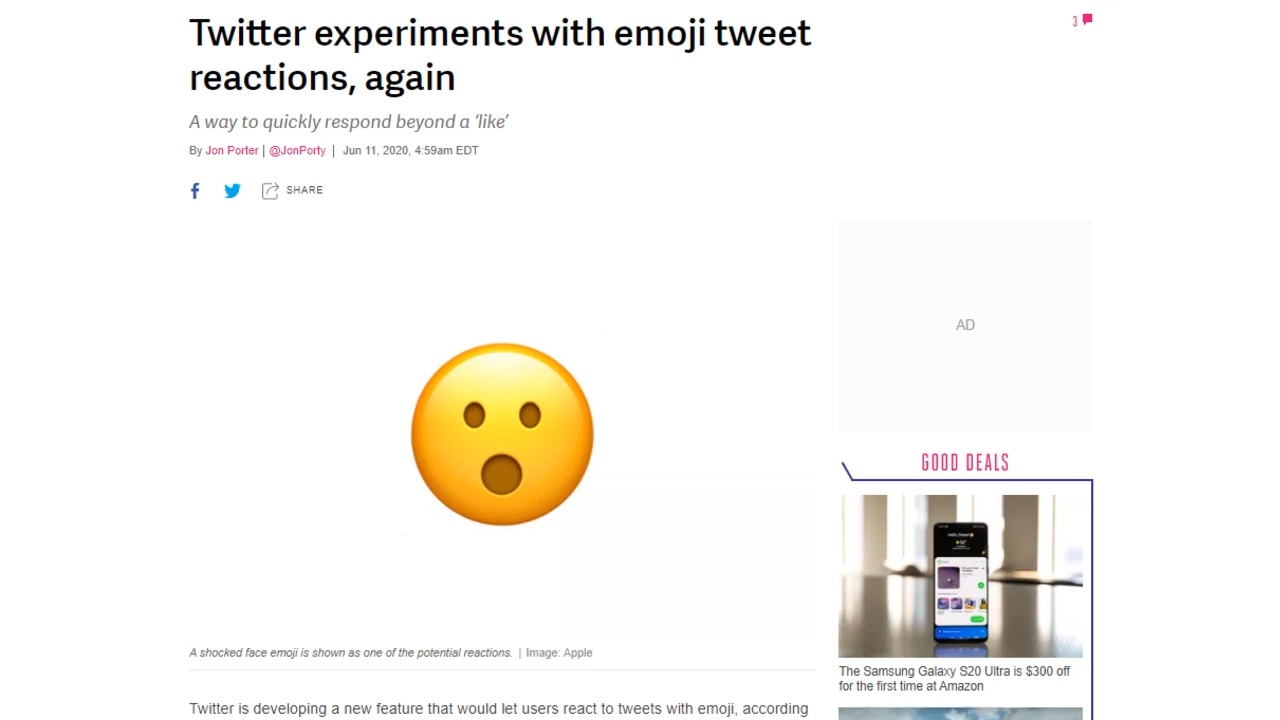 Twitter experiments with emoji tweet
reactions, again
3
A way to quickly respond beyond a ‘like’
By Jon Porter | @JonPorty | Jun 11, 2020, 4:59am EDT
SHARE
AD
GOOD DEALS
The Samsung Galaxy S20 Ultra is $300 off
for the first time at Amazon
A shocked face emoji is shown as one of the potential reactions. | Image: Apple
Twitter is developing a new feature that would let users react to tweets with emoji, according